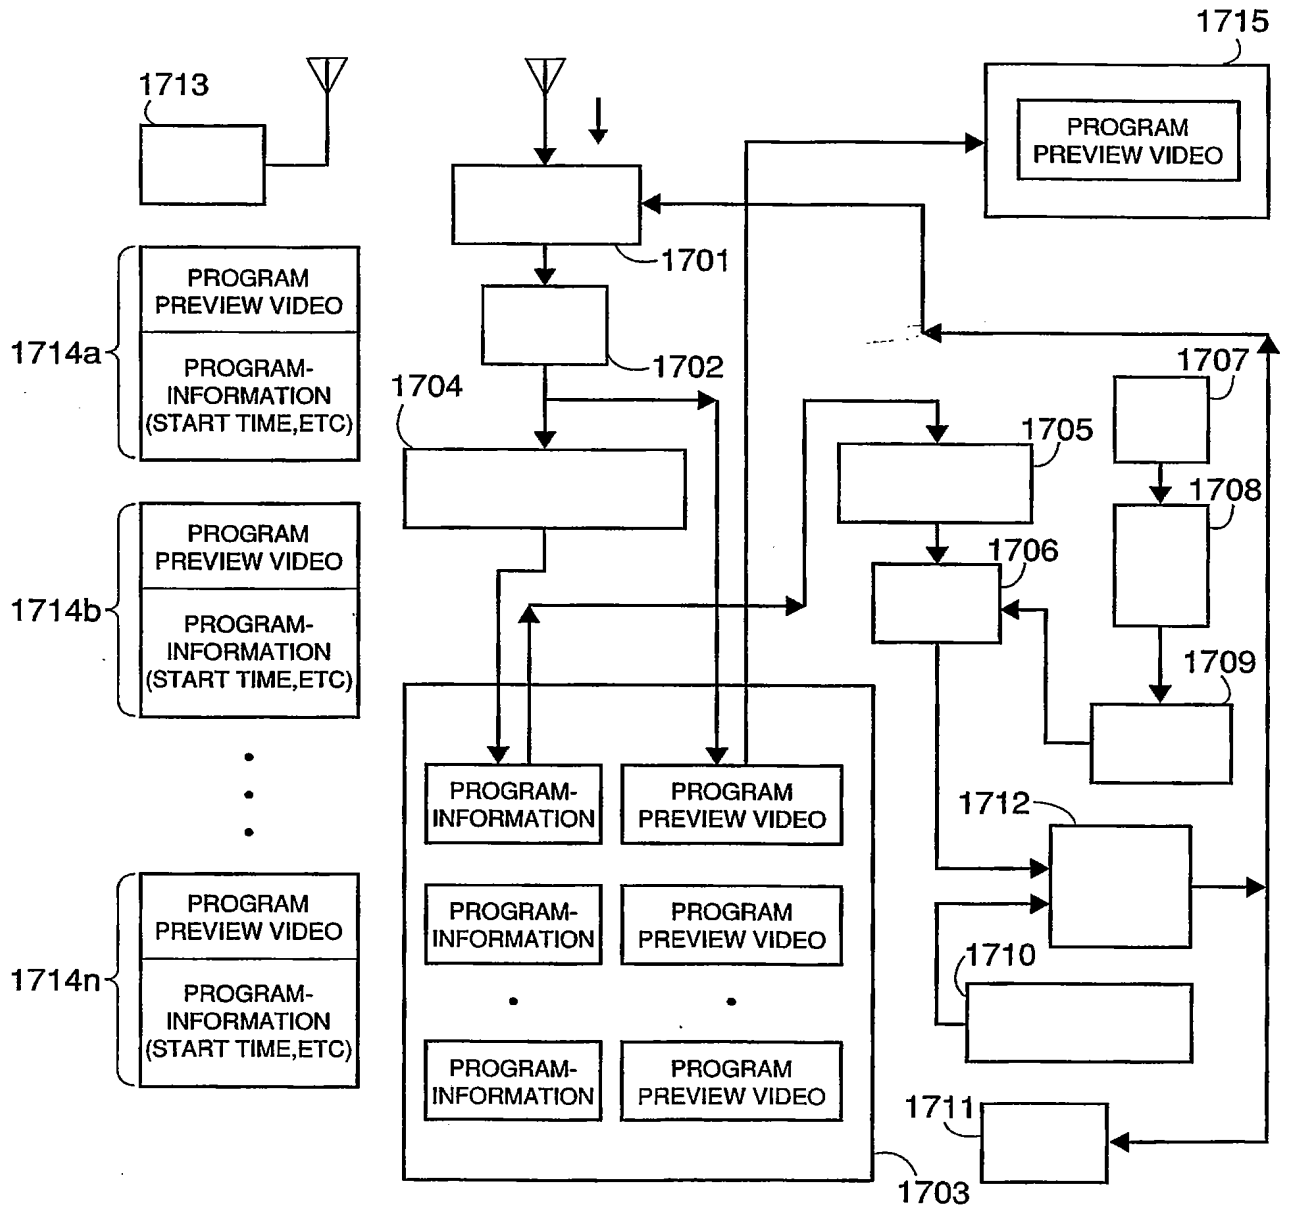 1715
1713
PROGRAM
PREVIEW VIDEO
1701
PROGRAM
PREVIEW VIDEO
1714a
PROGRAM-
INFORMATION
(START TIME,ETC)
1702
1704
1707
1705
1708
PROGRAM
PREVIEW VIDEO
1714b
PROGRAM-
INFORMATION
(START TIME,ETC)
1706
1709
PROGRAM-
INFORMATION
PROGRAM
PREVIEW VIDEO
1712
PROGRAM
PREVIEW VIDEO
1714n
PROGRAM-
INFORMATION
(START TIME,ETC)
PROGRAM-
INFORMATION
PROGRAM
PREVIEW VIDEO
1710
PROGRAM-
INFORMATION
PROGRAM
PREVIEW VIDEO
1711
1703